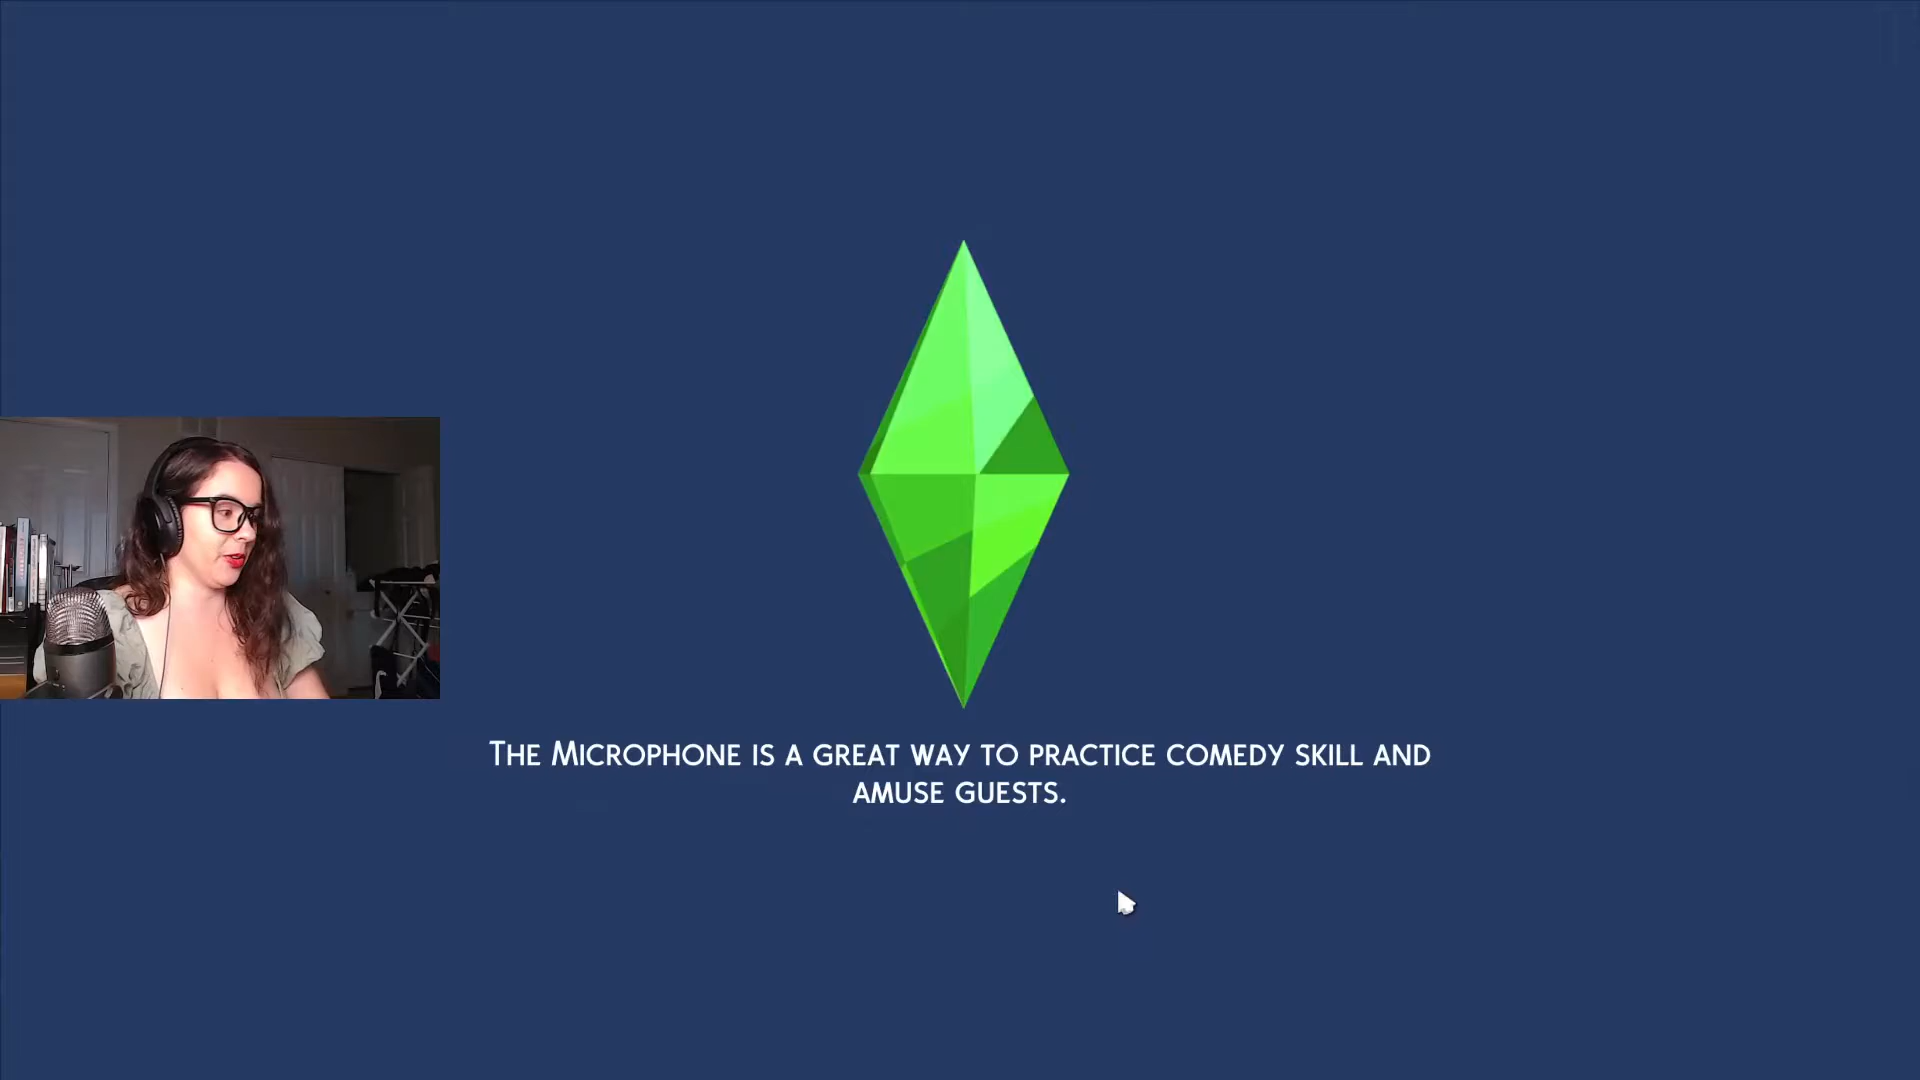 The Microphone is a great way to practice comedy skill and
amuse guests.